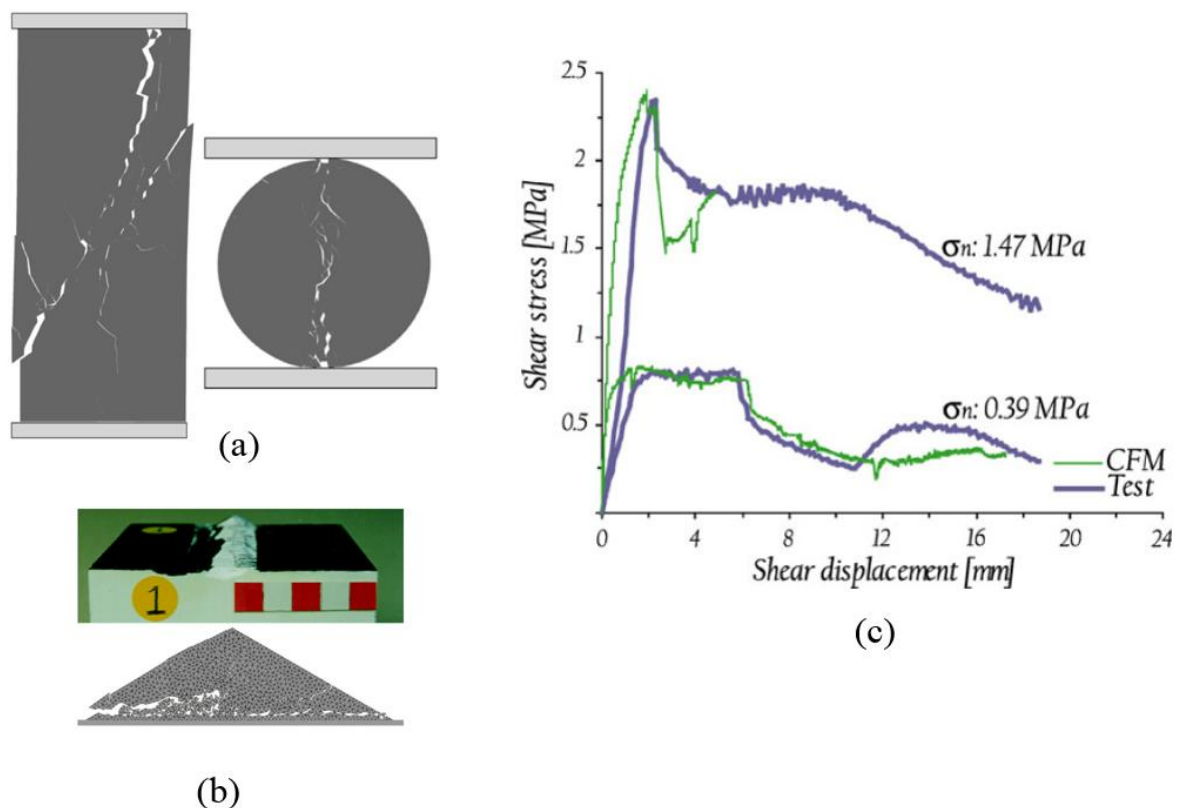 (a)
1
(b)
2.5
2
1.5
1
0.5
0
4
8
12
16
20
24
Shear stress [MPa]
Shear displacement [mm]
σn: 1.47 MPa
σn: 0.39 MPa
CFM
Test
(c)